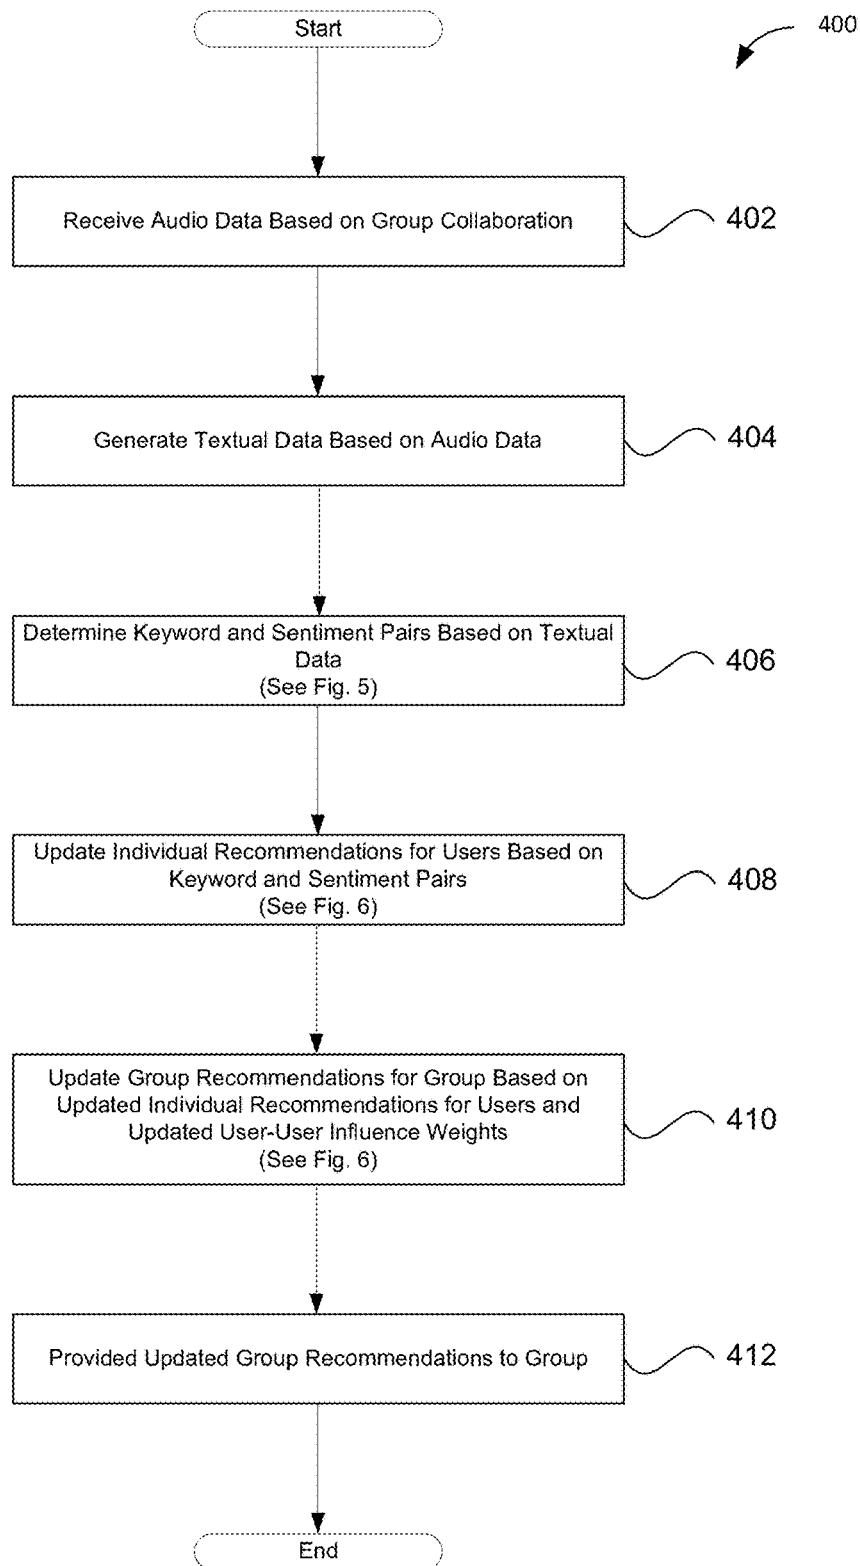 Start
400
Receive Audio Data Based on Group Collaboration
402
Generate Textual Data Based on Audio Data
404
Determine Keyword and Sentiment Pairs Based on Textual
Data
(See Fig. 5)
406
Update Individual Recommendations for Users Based on
Keyword and Sentiment Pairs
(See Fig. 6)
408
Update Group Recommendations for Group Based on
Updated Individual Recommendations for Users and
Updated User-User Influence Weights
(See Fig. 6)
410
Provided Updated Group Recommendations to Group
412
End